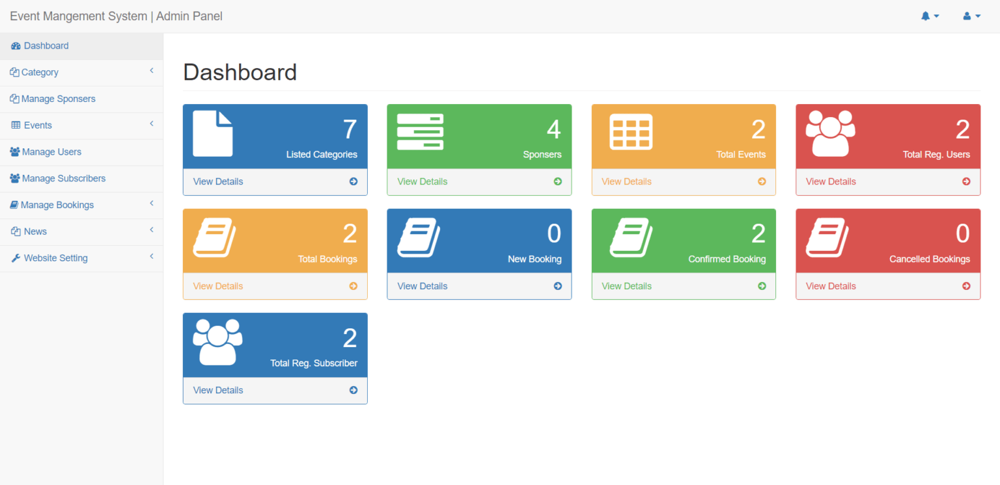 Event Mangement System | Admin Panel
Dashboard
Category
Manage Sponsers
Events
Manage Users
Manage Subscribers
Manage Bookings
News
Website Setting
Dashboard
7
Listed Categories
View Details
4
Sponsers
View Details
2
Total Events
View Details
2
Total Reg. Users
View Details
2
Total Bookings
View Details
0
New Booking
View Details
2
Confirmed Booking
View Details
0
Cancelled Bookings
View Details
2
Total Reg. Subscriber
View Details